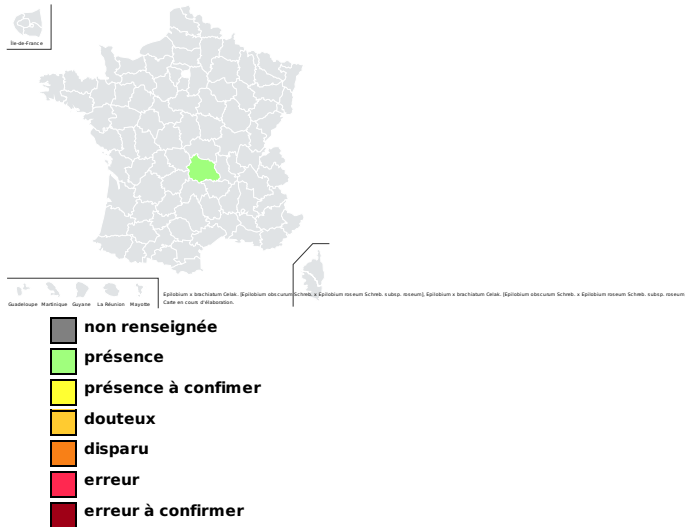 Île-de-France
Guadeloupe Martinique Guyane La Réunion Mayotte
Epilobium x brachiatum Celak. [Epilobium obscurum Schreb. x Epilobium roseum Schreb. subsp. roseum], Epilobium x brachiatum Celak. [Epilobium obscurum Schreb. x Epilobium roseum Schreb. subsp. roseum
Carte en cours d'élaboration.
non renseignée
présence
présence à confimer
douteux
disparu
erreur
erreur à confirmer